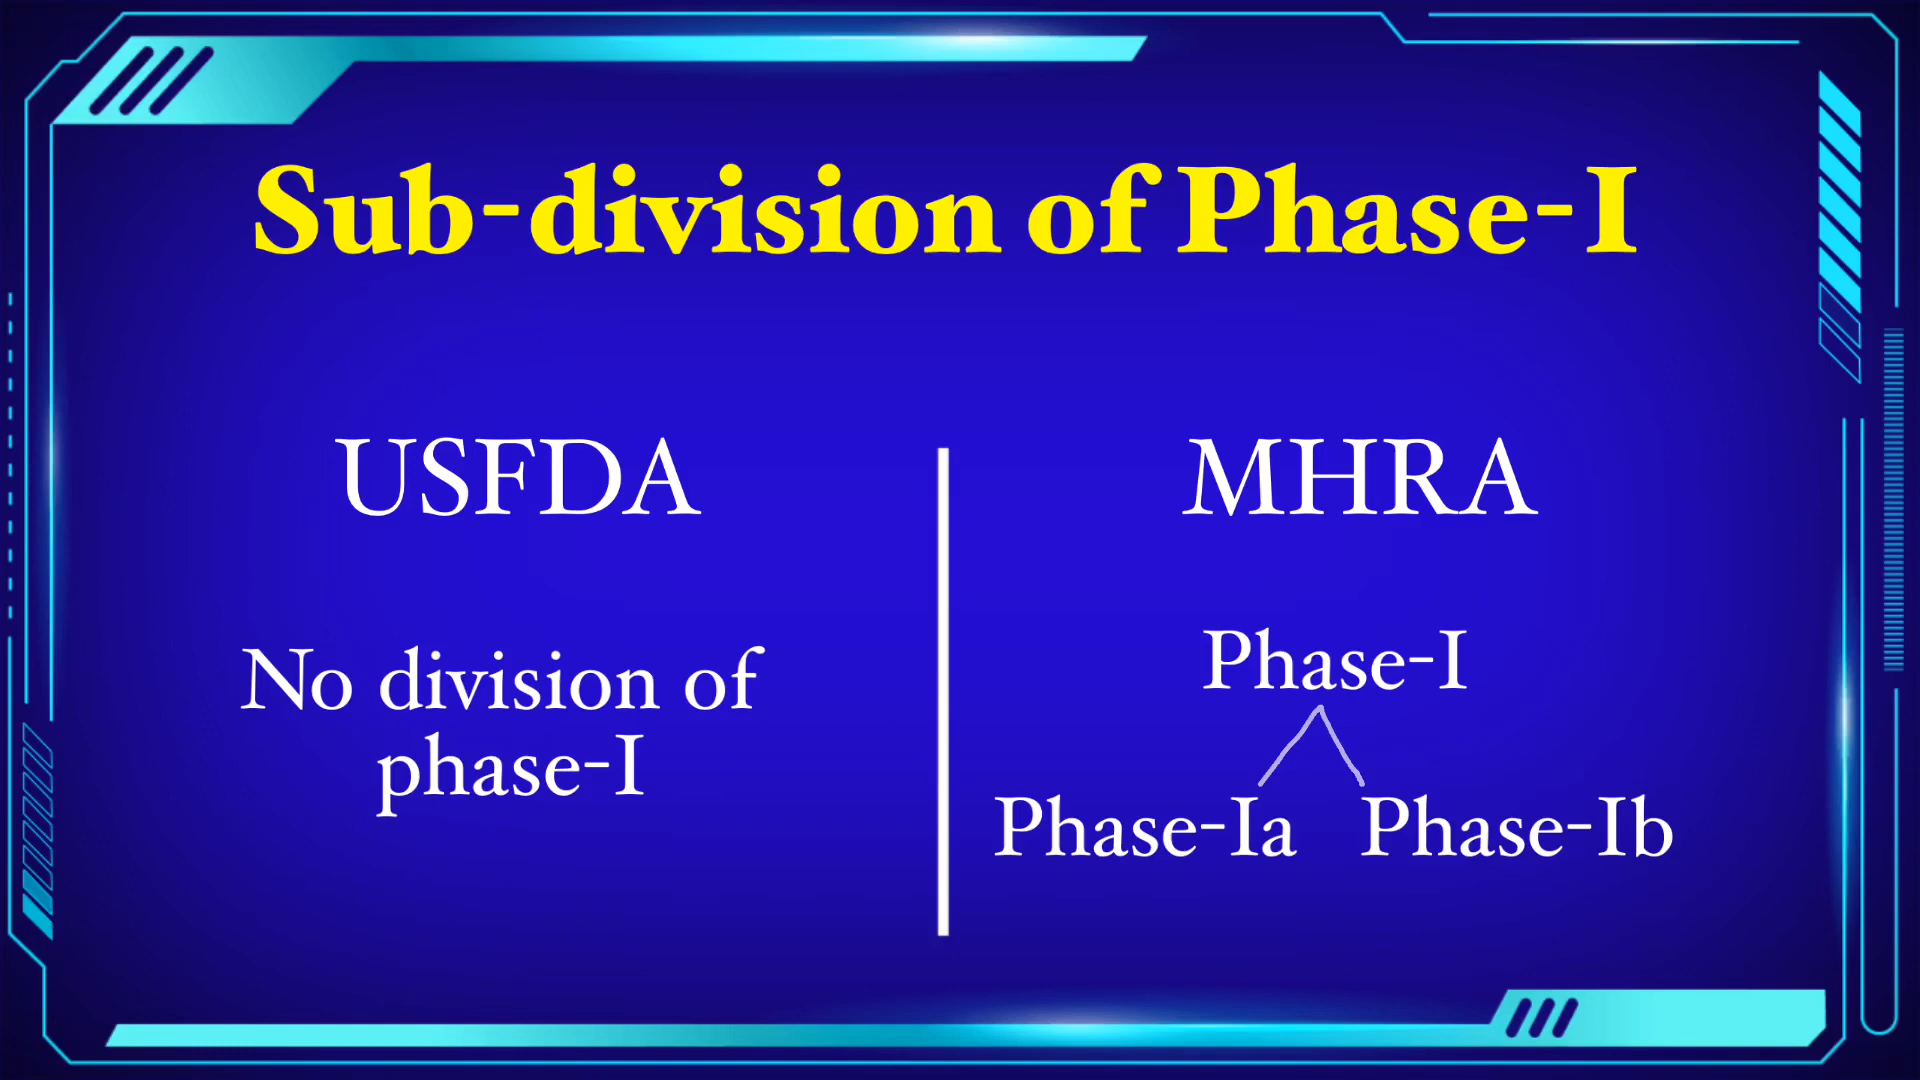 Sub-division of Phase-I
USFDA
No division of
phase-I
MHRA
Phase-I
Phase-Ia Phase-Ib